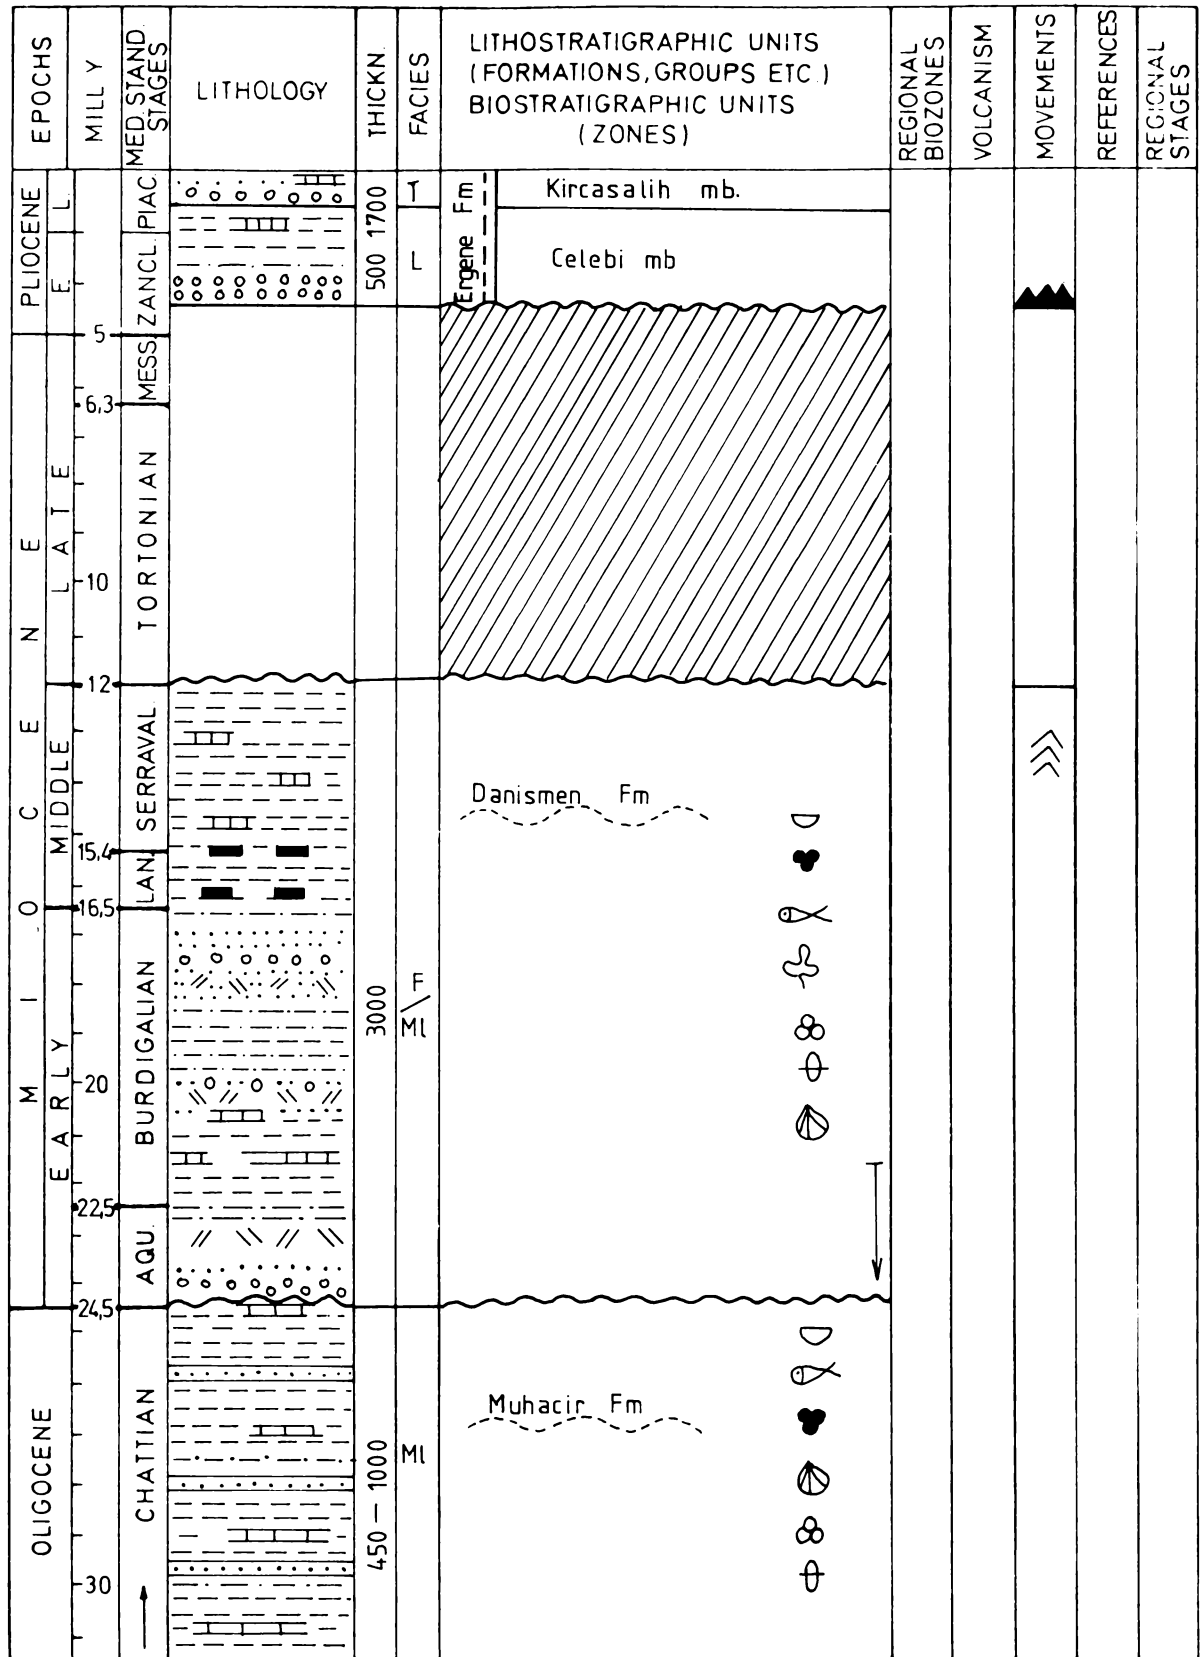 EPOCHS
MILL Y
MED. STAND.
STAGES
LITHOLOGY
THICKN.
FACIES
LITHOSTRATIGRAPHIC UNITS
(FORMATIONS, GROUPS ETC.)
BIOSTRATIGRAPHIC UNITS
(ZONES)
REGIONAL
BIOZONES
VOLCANISM
MOVEMENTS
REFERENCES
REGIONAL
STAGES
PLIOCENE
L.
E
PIAC.
ZANCL.
1700
500
T
L
Ergene Fm
Kircasalih mb.
Celebi mb
5
MESS.
6,3
MIOCENE
LATE
TORTONIAN
10
12
MIDDLE
SERRAVAL.
15,4
LAN.
16,5
Danismen Fm
EARLY
BURDIGALIAN
20
22,5
AQU.
24,5
3000
F
/
Ml
OLIGOCENE
CHATTIAN
30
450 – 1000
Ml
Muhacir Fm